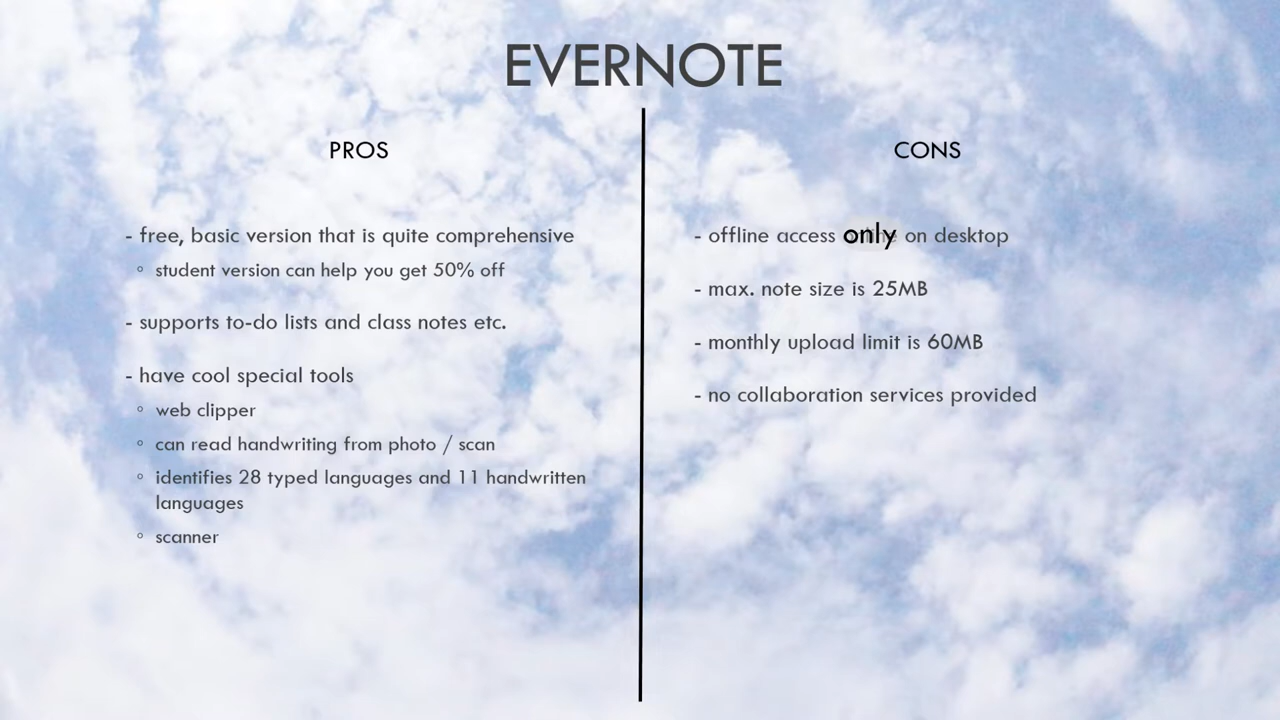 EVERNOTE
PROS
- free, basic version that is quite comprehensive
◦ student version can help you get 50% off
- supports to-do lists and class notes etc.
- have cool special tools
◦ web clipper
◦ can read handwriting from photo / scan
◦ identifies 28 typed languages and 11 handwritten
languages
◦ scanner
CONS
- offline access only on desktop
- max. note size is 25MB
- monthly upload limit is 60MB
- no collaboration services provided